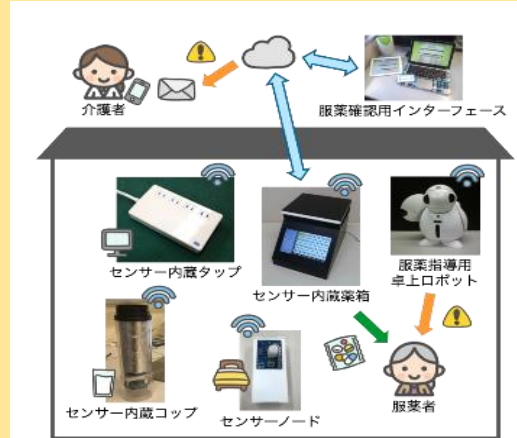 介護者
服薬確認用インターフェース
センサー内蔵タップ
センサー内蔵薬箱
服薬指導用
卓上ロボット
センサー内蔵コップ
センサーノード
服薬者